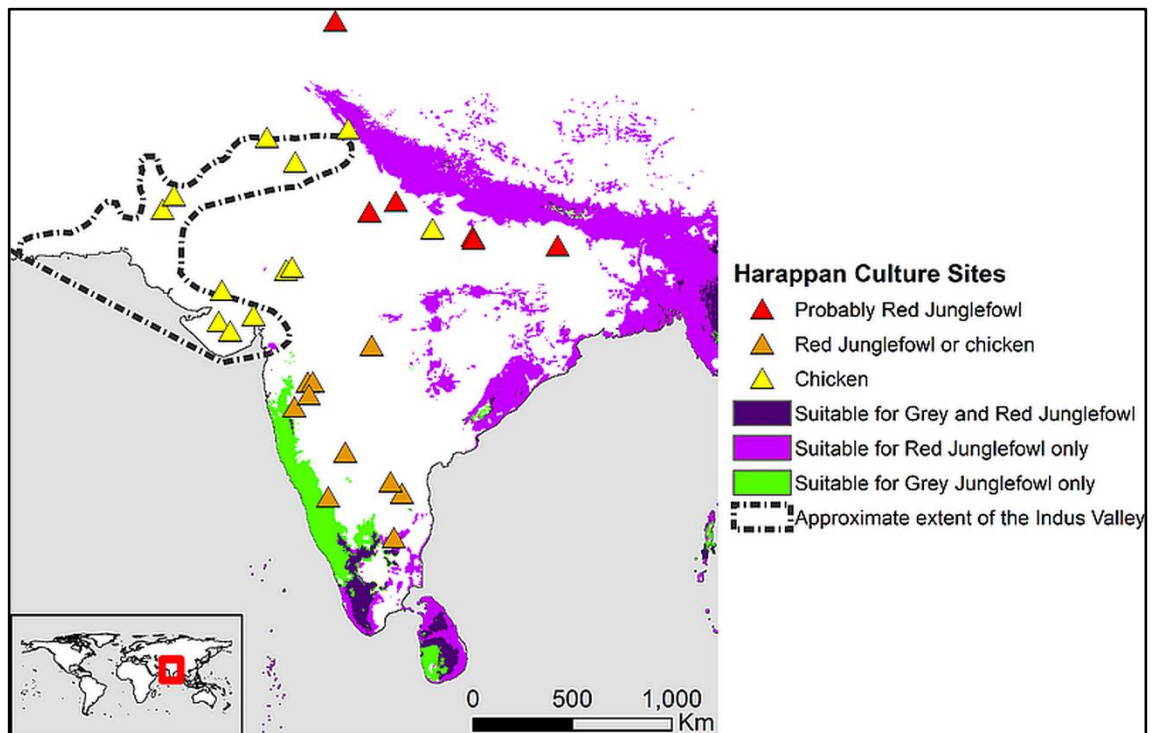 Harappan Culture Sites
Probably Red Junglefowl
Red Junglefowl or chicken
Chicken
Suitable for Grey and Red Junglefowl
Suitable for Red Junglefowl only
Suitable for Grey Junglefowl only
Approximate extent of the Indus Valley
0 500 1,000
Km